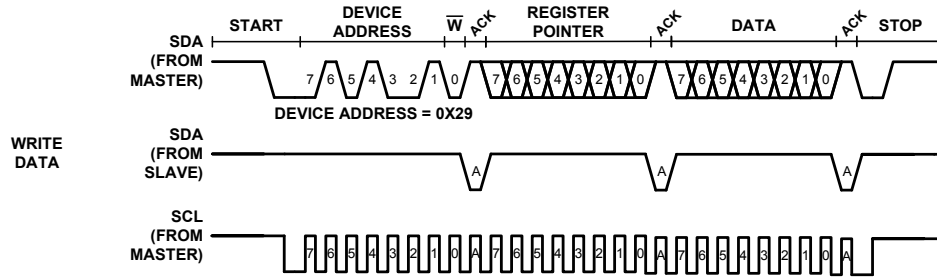 START DEVICE ADDRESS W ACK REGISTER POINTER ACK DATA ACK STOP
SDA (FROM MASTER)
7 6 5 4 3 2 1 0 7 6 5 4 3 2 1 0 7 6 5 4 3 2 1 0
DEVICE ADDRESS = 0X29
WRITE DATA
SDA (FROM SLAVE)
A A A
SCL (FROM MASTER)
7 6 5 4 3 2 1 0 A 7 6 5 4 3 2 1 0 A 7 6 5 4 3 2 1 0 A